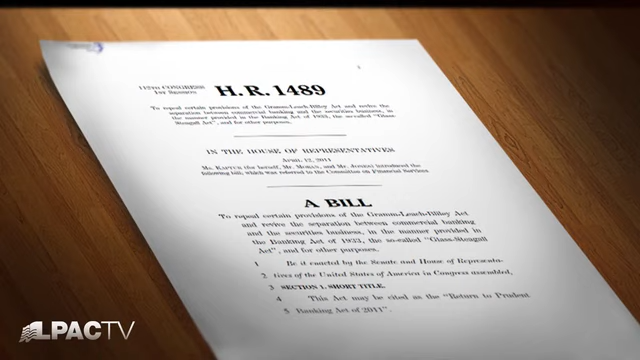 112TH CONGRESS
1ST SESSION
H. R. 1489
To repeal certain provisions of the Gramm-Leach-Bliley Act and revive the
separation between commercial banking and the securities business, in
the manner provided in the Banking Act of 1933, the so-called "Glass-
Steagall Act", and for other purposes.
IN THE HOUSE OF REPRESENTATIVES
APRIL 12, 2011
Ms. KAPTUR (for herself, Mr. MORAN, and Mr. JONES) introduced the
following bill; which was referred to the Committee on Financial Services
A BILL
To repeal certain provisions of the Gramm-Leach-Bliley Act
and revive the separation between commercial banking
and the securities business, in the manner provided in
the Banking Act of 1933, the so-called "Glass-Steagall
Act", and for other purposes.
1 Be it enacted by the Senate and House of Representa-
2 tives of the United States of America in Congress assembled,
3 SECTION 1. SHORT TITLE.
4 This Act may be cited as the "Return to Prudent
5 Banking Act of 2011".
LPACTV